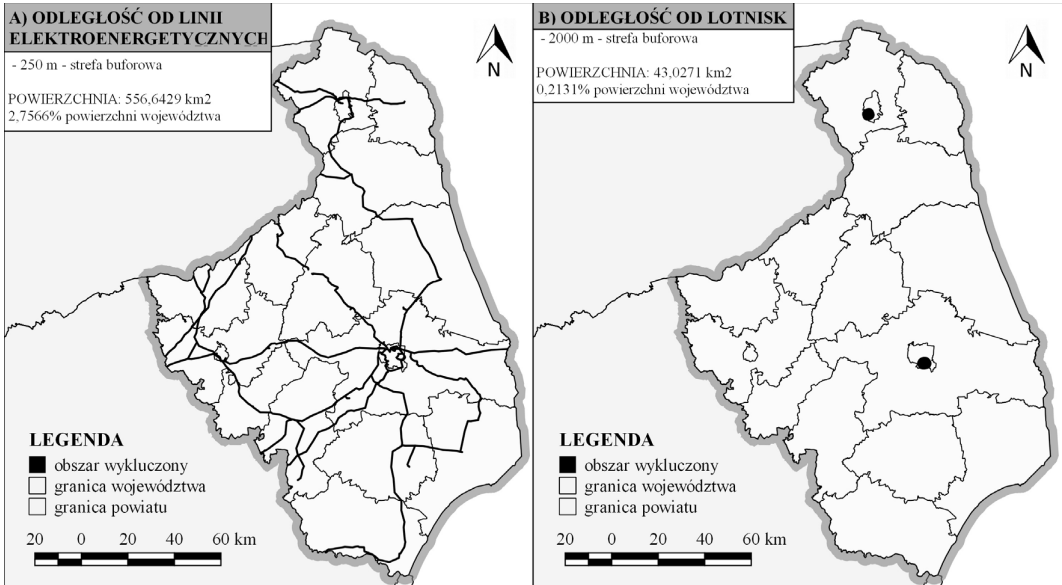 A) ODLEGŁOŚĆ OD LINII
ELEKTROENERGETYCZNYCH
- 250 m - strefa buforowa
POWIERZCHNIA: 556,6429 km2
2,7566% powierzchni województwa
N
LEGENDA
obszar wykluczony
granica województwa
granica powiatu
20 0 20 40 60 km
B) ODLEGŁOŚĆ OD LOTNISK
- 2000 m - strefa buforowa
POWIERZCHNIA: 43,0271 km2
0,2131% powierzchni województwa
N
LEGENDA
obszar wykluczony
granica województwa
granica powiatu
20 0 20 40 60 km